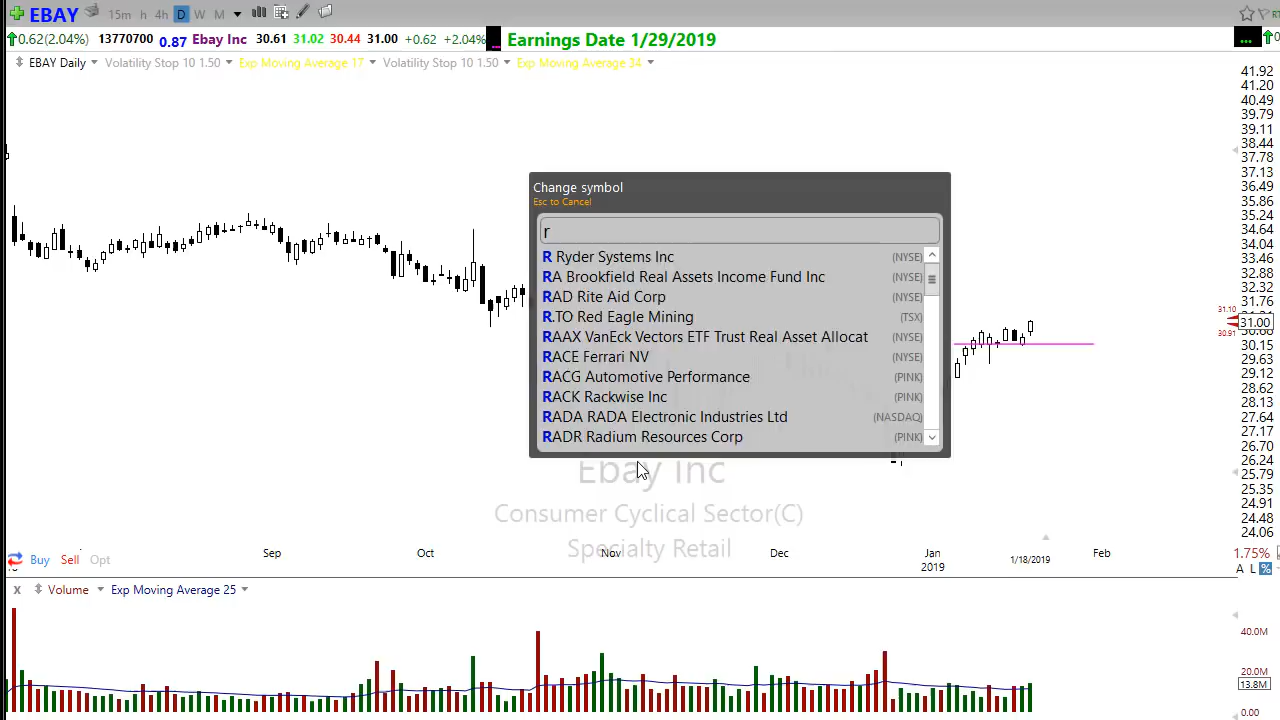 EBAY 15m h 4h D W M
0.62(2.04%) 13770700 0.87 Ebay Inc 30.61 31.02 30.44 31.00 +0.62 +2.04% ... Earnings Date 1/29/2019 ...
EBAY Daily Volatility Stop 10 1.50 Exp Moving Average 17 Volatility Stop 10 1.50 Exp Moving Average 34
41.92
41.20
40.49
39.79
39.11
38.44
37.78
37.13
36.49
35.86
35.24
34.64
34.04
33.46
32.88
32.32
31.76
31.10
31.00
30.91
30.15
29.63
29.12
28.62
28.13
27.64
27.17
26.70
26.24
25.79
25.35
24.91
24.48
24.06
Change symbol
Esc to Cancel
r
R Ryder Systems Inc (NYSE)
RA Brookfield Real Assets Income Fund Inc (NYSE)
RAD Rite Aid Corp (NYSE)
R.TO Red Eagle Mining (TSX)
RAAX VanEck Vectors ETF Trust Real Asset Allocat (NYSE)
RACE Ferrari NV (NYSE)
RACG Automotive Performance (PINK)
RACK Rackwise Inc (PINK)
RADA RADA Electronic Industries Ltd (NASDAQ)
RADR Radium Resources Corp (PINK)
Ebay Inc
Consumer Cyclical Sector(C)
Specialty Retail
Buy Sell Opt
Sep Oct Nov Dec Jan Feb
2019 1/18/2019
1.75%
A L %
X Volume Exp Moving Average 25
40.0M
20.00M
13.8M
0.00